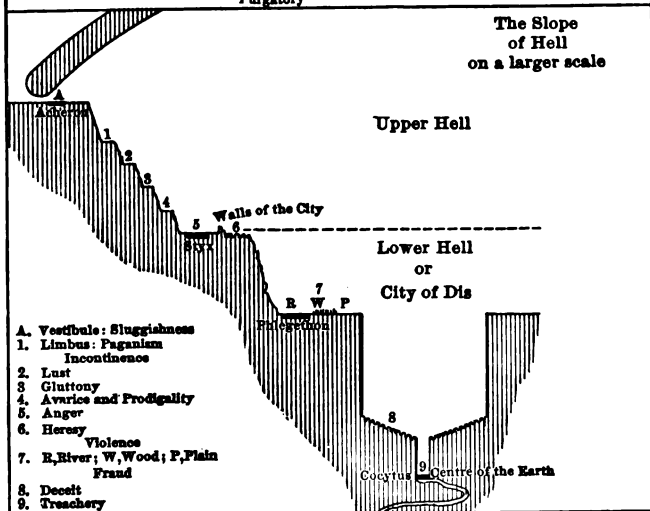 Purgatory
The Slope
of Hell
on a larger scale
A
Acheron
Upper Hell
1
2
3
4
5
Styx
Walls of the City
6
Lower Hell
or
City of Dis
7
R W P
Phlegethon
A. Vestibule: Sluggishness
1. Limbus: Paganism
Incontinence
2. Lust
3 Gluttony
4. Avarice and Prodigality
5. Anger
6. Heresy
Violence
7. R,River; W,Wood; P,Plain
Fraud
8. Deceit
9. Treachery
8
9
Cocytus
Centre of the Earth